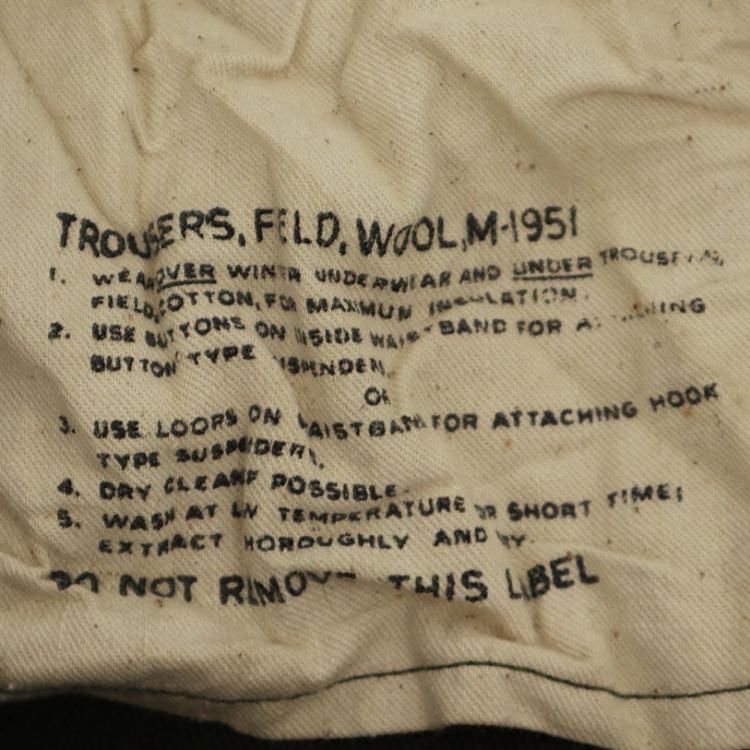 TROUSERS, FIELD, WOOL, M-1951
1. WEAR OVER WINTER UNDERWEAR AND UNDER TROUSERS,
FIELD, COTTON, FOR MAXIMUM INSULATION.
2. USE BUTTONS ON INSIDE WAISTBAND FOR ATTACHING
BUTTON TYPE SUSPENDERS.
OR
3. USE LOOPS ON WAISTBAND FOR ATTACHING HOOK
TYPE SUSPENDERS.
4. DRY CLEAN IF POSSIBLE.
5. WASH AT LOW TEMPERATURE FOR SHORT TIME;
EXTRACT THOROUGHLY AND DRY.
DO NOT REMOVE THIS LABEL